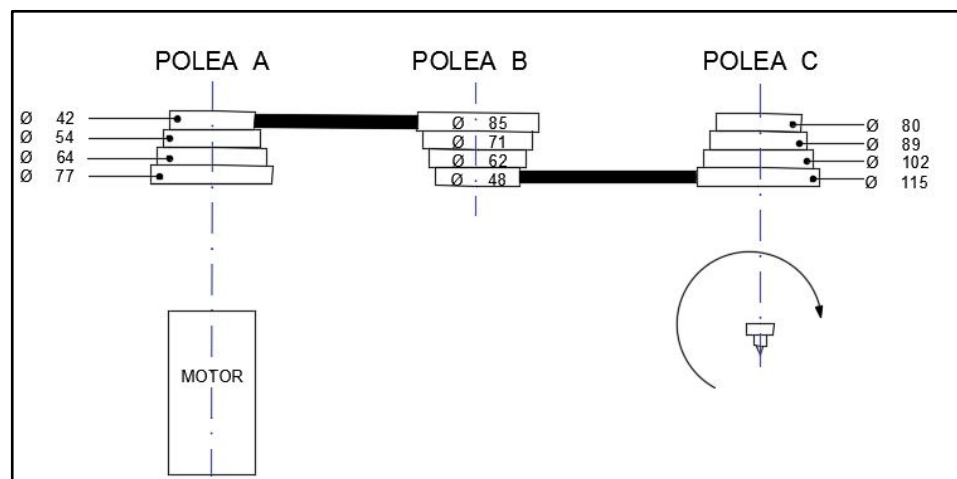 POLEA A
POLEA B
POLEA C
Ø 42
Ø 54
Ø 64
Ø 77
Ø 85
Ø 71
Ø 62
Ø 48
Ø 80
Ø 89
Ø 102
Ø 115
MOTOR